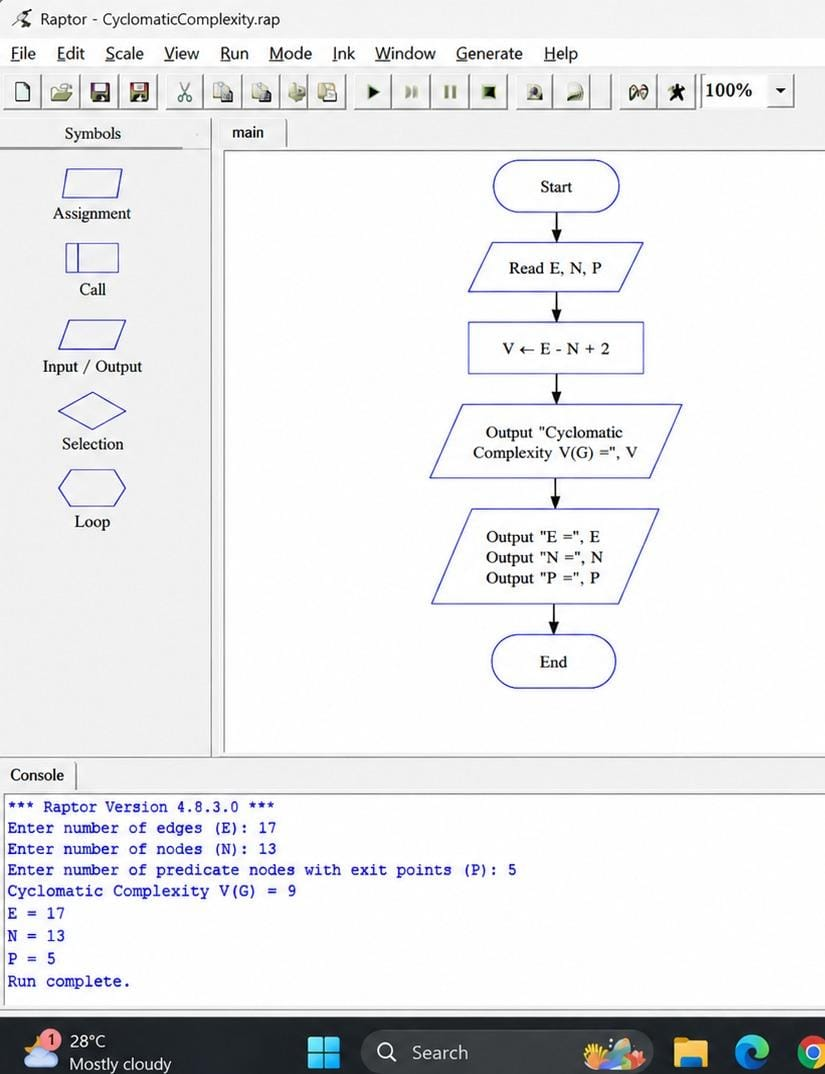 Raptor - CyclomaticComplexity.rap
File Edit Scale View Run Mode Ink Window Generate Help
100%
Symbols
main
Assignment
Call
Input / Output
Selection
Loop
Start
Read E, N, P
V ← E - N + 2
Output "Cyclomatic
Complexity V(G) =", V
Output "E =", E
Output "N =", N
Output "P =", P
End
Console
*** Raptor Version 4.8.3.0 ***
Enter number of edges (E): 17
Enter number of nodes (N): 13
Enter number of predicate nodes with exit points (P): 5
Cyclomatic Complexity V(G) = 9
E = 17
N = 13
P = 5
Run complete.
1
28°C
Mostly cloudy
Search